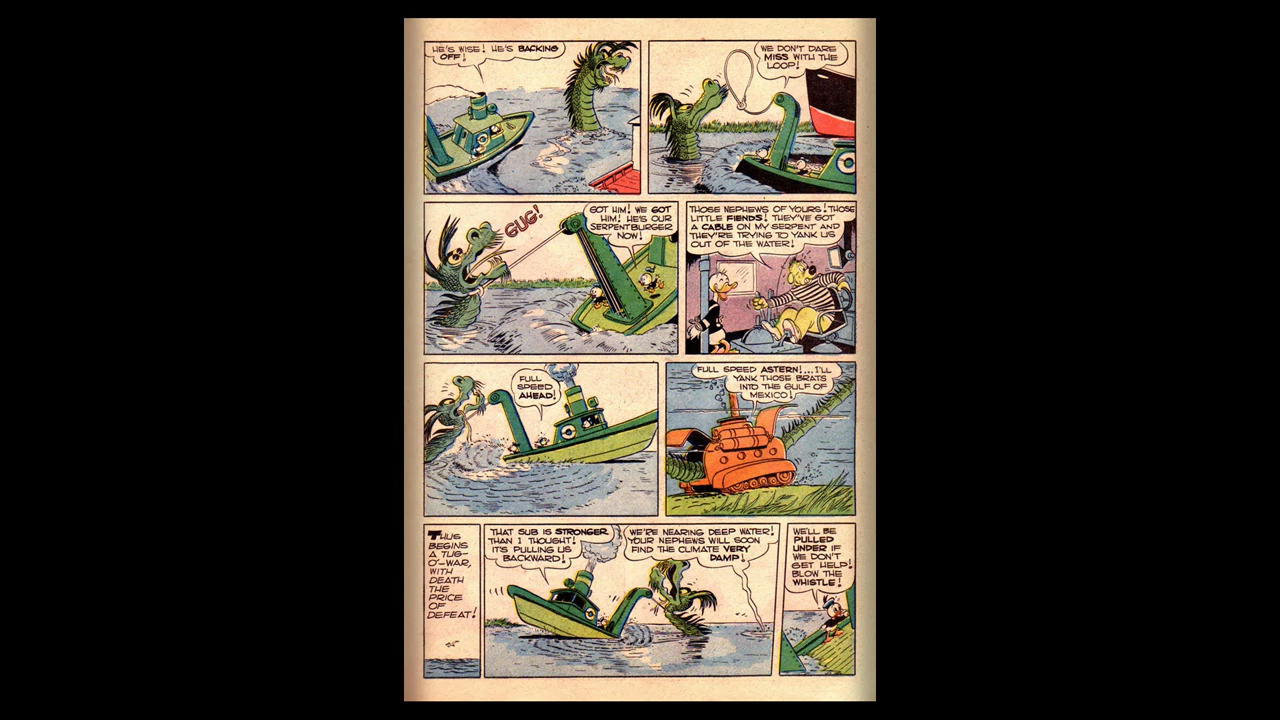 HE'S WISE! HE'S BACKING
OFF!
WE DON'T DARE
MISS WITH THE
LOOP!
GUG!
GOT HIM! WE GOT
HIM! HE'S OUR
SERPENTBURGER
NOW!
THOSE NEPHEWS OF YOURS! THOSE
LITTLE FIENDS! THEY'VE GOT
A CABLE ON MY SERPENT AND
THEY'RE TRYING TO YANK US
OUT OF THE WATER!
FULL
SPEED
AHEAD!
FULL SPEED ASTERN!...I'LL
YANK THOSE BRATS
INTO THE GULF OF
MEXICO!
THUS
BEGINS
A TUG-
O'-WAR,
WITH
DEATH
THE
PRICE
OF
DEFEAT!
THAT SUB IS STRONGER
THAN I THOUGHT!
IT'S PULLING US
BACKWARD!
WE'RE NEARING DEEP WATER!
YOUR NEPHEWS WILL SOON
FIND THE CLIMATE VERY
DAMP!
WE'LL BE
PULLED
UNDER IF
WE DON'T
GET HELP!
BLOW THE
WHISTLE!